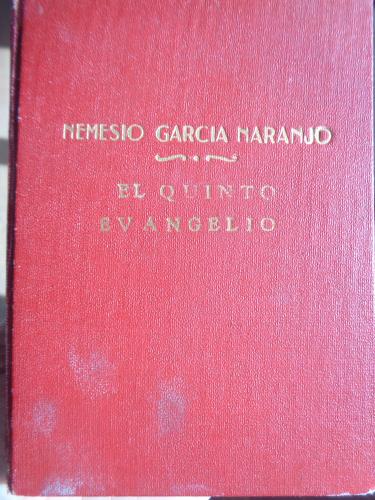 NEMESIO GARCIA NARANJO
EL QUINTO
EVANGELIO